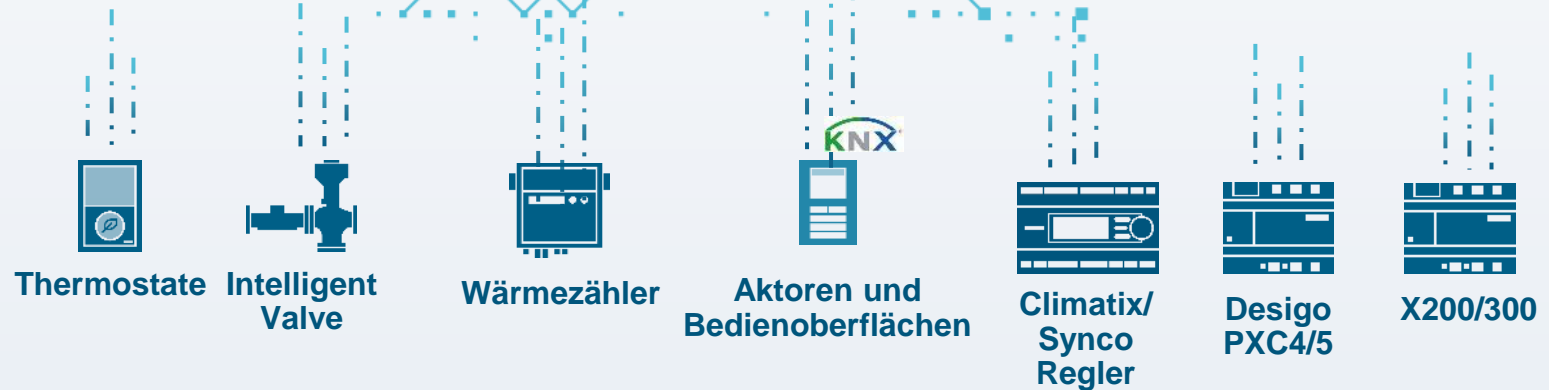 KNX
Thermostate
Intelligent
Valve
Wärmezähler
Aktoren und
Bedienoberflächen
Climatix/
Synco
Regler
Desigo
PXC4/5
X200/300